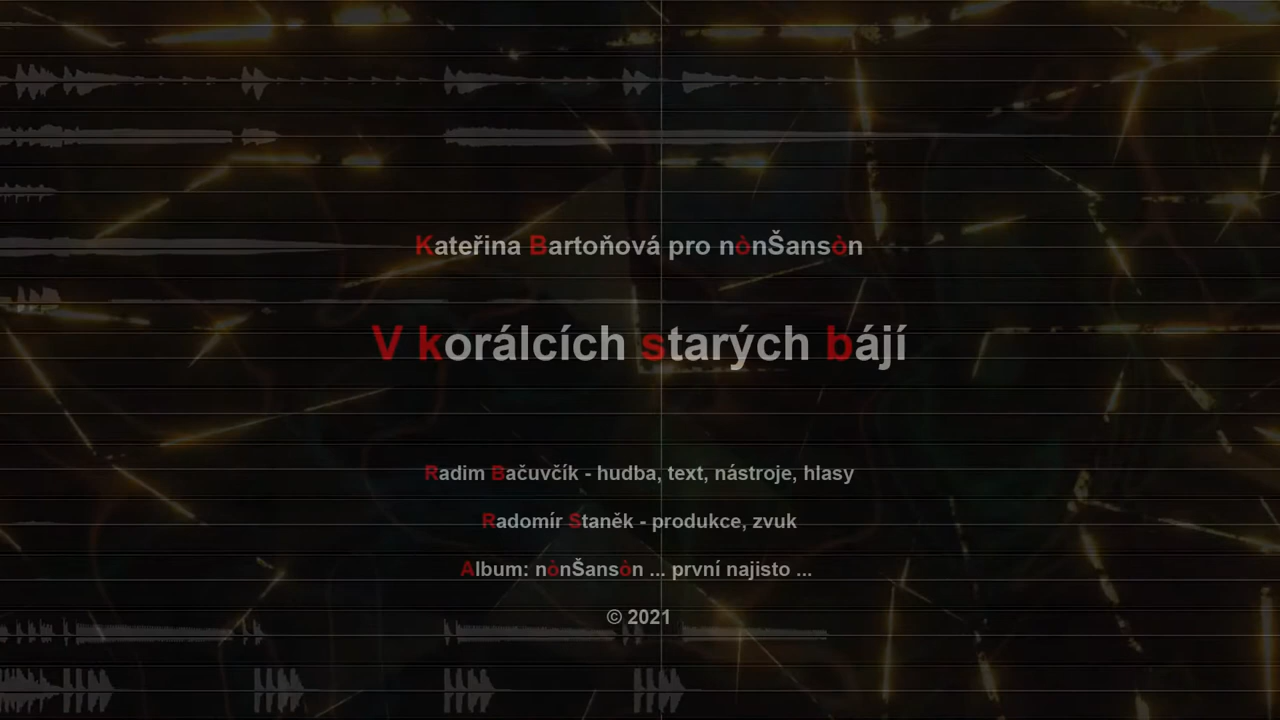 Kateřina Bartoňová pro nònŠansòn
V korálcích starých bájí
Radim Bačuvčík - hudba, text, nástroje, hlasy
Radomír Staněk - produkce, zvuk
Album: nònŠansòn ... první najisto ...
© 2021